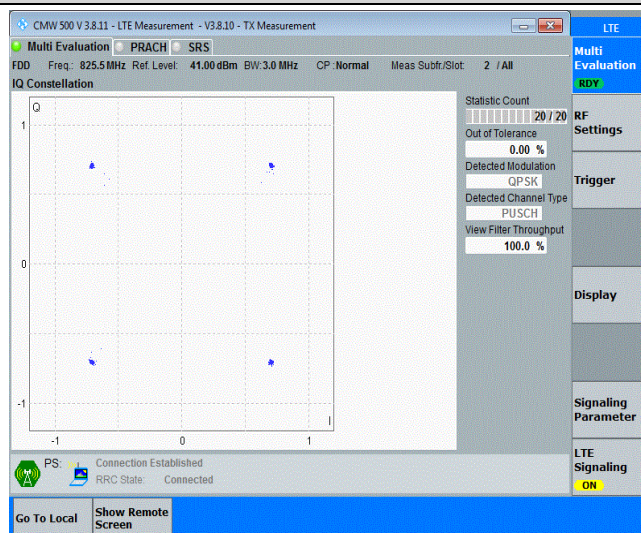 CMW 500 V 3.8.11 - LTE Measurement - V3.8.10 - TX Measurement
LTE
Multi Evaluation PRACH SRS
FDD Freq.: 825.5 MHz Ref. Level: 41.00 dBm BW: 3.0 MHz CP : Normal Meas Subfr./Slot: 2 / All
IQ Constellation
Q
1
0
-1
-1 0 1
I
Statistic Count
20 / 20
Out of Tolerance
0.00 %
Detected Modulation
QPSK
Detected Channel Type
PUSCH
View Filter Throughput
100.0 %
Multi
Evaluation
RDY
RF
Settings
Trigger
Display
Signaling
Parameter
LTE
Signaling
ON
PS: Connection Established
RRC State: Connected
Go To Local
Show Remote
Screen